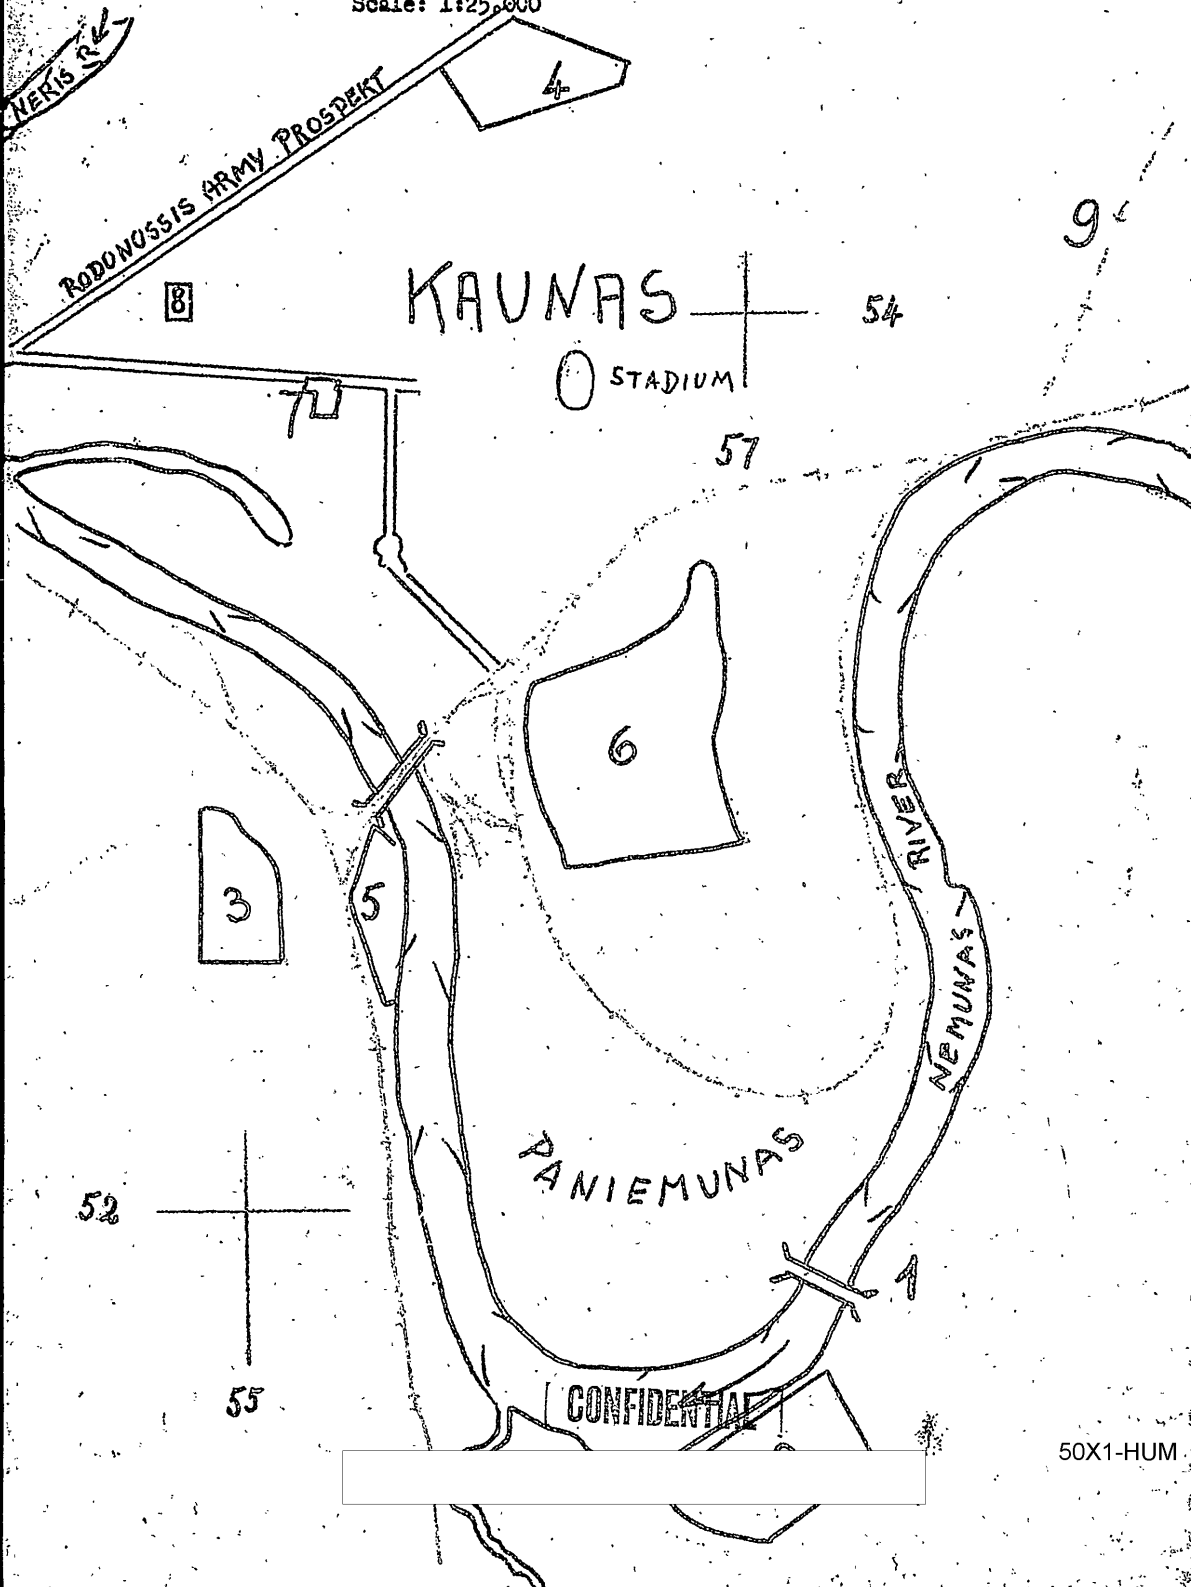 Scale: 1:25,000
NERIS R
4
RODONOSSIS ARMY PROSPEKT
9
8
KAUNAS
54
STADIUM
57
7
6
RIVER
3
5
NEMUNAS
PANIEMUNAS
52
1
55
CONFIDENTIAL
50X1-HUM